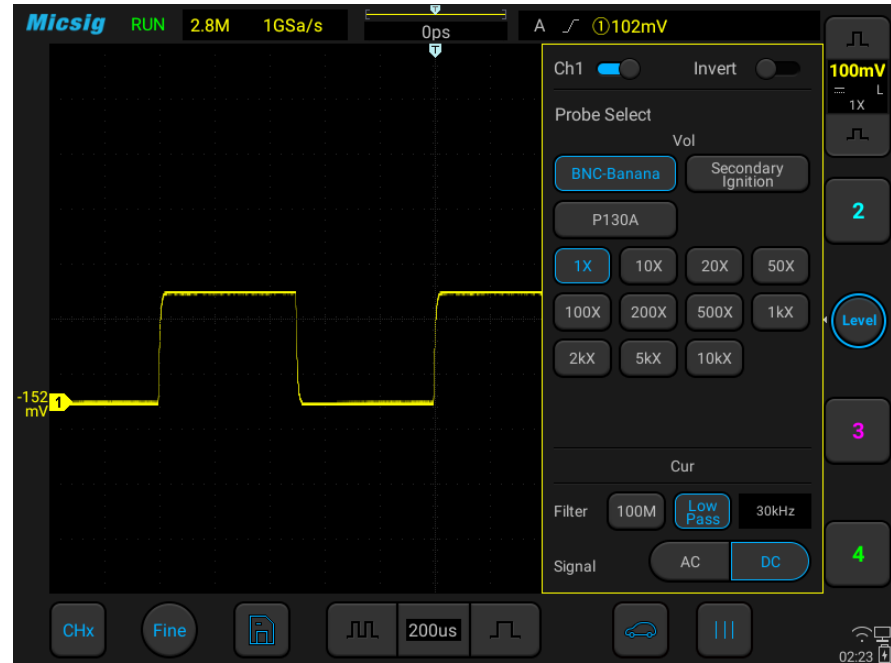 Micsig RUN 2.8M 1GSa/s T 0ps A ①102mV
T
Ch1 Invert
100mV
L
1X
Probe Select
Vol
BNC-Banana Secondary
Ignition
P130A
2
1X 10X 20X 50X
100X 200X 500X 1kX
Level
2kX 5kX 10kX
-152
mV 1
3
Cur
Filter 100M Low
Pass 30kHz
Signal AC DC
4
CHx Fine 200us
02:23